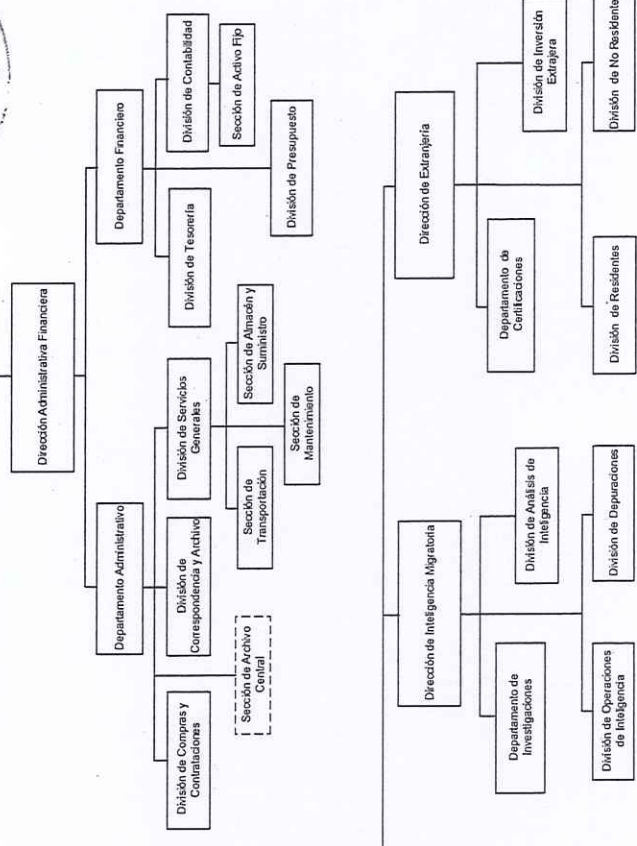 Dirección Administrativa Financiera
Departamento Administrativo
Departamento Financiero
División de Compras y
Contrataciones
División de
Correspondencia y Archivo
División de Servicios
Generales
División de Tesorería
División de Contabilidad
Sección de Archivo
Central
Sección de
Transportación
Sección de Almacén y
Suministro
Sección de Activo Fijo
Sección de
Mantenimiento
División de Presupuesto
Dirección de Inteligencia Migratoria
Dirección de Extranjería
Departamento de
Investigaciones
División de Análisis de
Inteligencia
Departamento de
Certificaciones
División de Inversión
Extrajera
División de Operaciones
de Inteligencia
División de Depuraciones
División de Residentes
División de No Residente